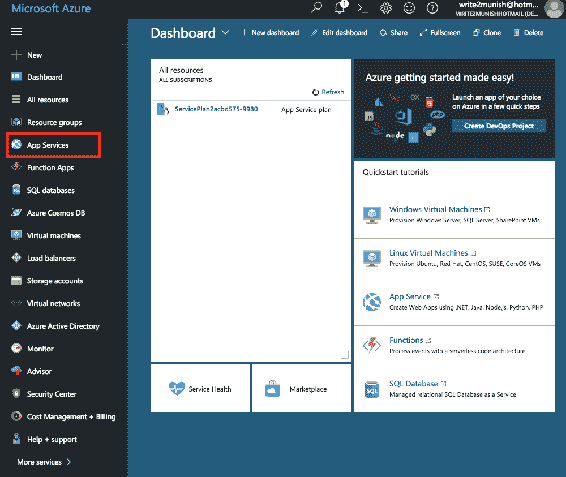 Microsoft Azure
write2munish@hotmail.c...
WRITE2MUNISHHOTMAIL (DE...
New
Dashboard
All resources
Resource groups
App Services
Function Apps
SQL databases
Azure Cosmos DB
Virtual machines
Load balancers
Storage accounts
Virtual networks
Azure Active Directory
Monitor
Advisor
Security Center
Cost Management + Billing
Help + support
More services
Dashboard
+ New dashboard
Edit dashboard
Share
Fullscreen
Clone
Delete
All resources
ALL SUBSCRIPTIONS
Refresh
App Service plan
Service Health
Marketplace
Azure getting started made easy!
Launch an app of your choice
on Azure in a few quick steps
Create DevOps Project
node
Quickstart tutorials
Windows Virtual Machines
Provision Windows Server, SQL Server, SharePoint VMs
Linux Virtual Machines
Provision Ubuntu, Red Hat, CentOS, SUSE, CoreOS VMs
App Service
Create Web Apps using .NET, Java, Node.js, Python, PHP
Functions
Process events with a serverless code architecture
SQL Database
Managed relational SQL Database as a Service